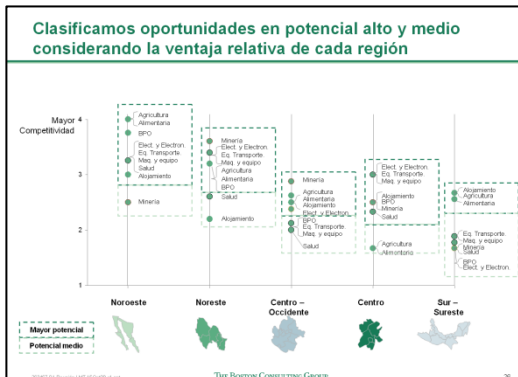 Clasificamos oportunidades en potencial alto y medio
considerando la ventaja relativa de cada región
Mayor
Competitividad
4
3
2
1
Agricultura
Alimentaria
BPO
Elect. y Electron.
Eq. Transporte
Maq. y equipo
Salud
Alojamiento
Minería
Minería
Elect. y Electron.
Eq. Transporte
Maq. y equipo
Agricultura
Alimentaria
BPO
Salud
Alojamiento
Minería
Agricultura
Alimentaria
Alojamiento
Elect. y Electron.
BPO
Eq. Transporte
Maq. y equipo
Salud
Elect. y Electron.
Eq. Transporte
Maq. y equipo
Alojamiento
BPO
Minería
Salud
Agricultura
Alimentaria
Alojamiento
Agricultura
Alimentaria
Eq. Transporte
Maq. y equipo
Minería
Salud
BPO
Elect. y Electron.
Noroeste
Noreste
Centro –
Occidente
Centro
Sur –
Sureste
Mayor potencial
Potencial medio
THE BOSTON CONSULTING GROUP